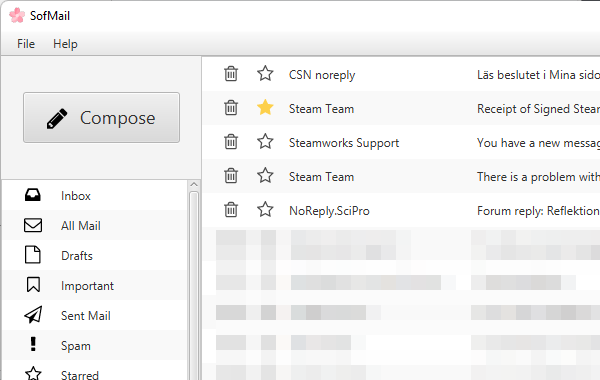 SofMail
File Help
Compose
Inbox
All Mail
Drafts
Important
Sent Mail
Spam
Starred
CSN noreply Läs beslutet i Mina sido
Steam Team Receipt of Signed Stear
Steamworks Support You have a new messag
Steam Team There is a problem with
NoReply.SciPro Forum reply: Reflektion